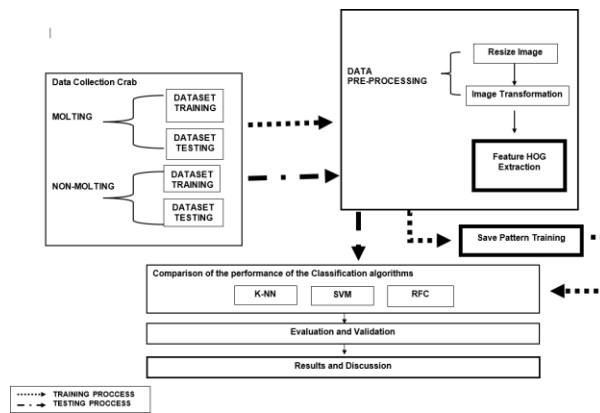 Data Collection Crab
MOLTING
DATASET
TRAINING
DATASET
TESTING
NON-MOLTING
DATASET
TRAINING
DATASET
TESTING
DATA
PRE-PROCESSING
Resize Image
Image Transformation
Feature HOG
Extraction
Save Pattern Training
Comparison of the performance of the Classification algorithms
K-NN
SVM
RFC
Evaluation and Validation
Results and Discussion
TRAINING PROCCESS
TESTING PROCCESS